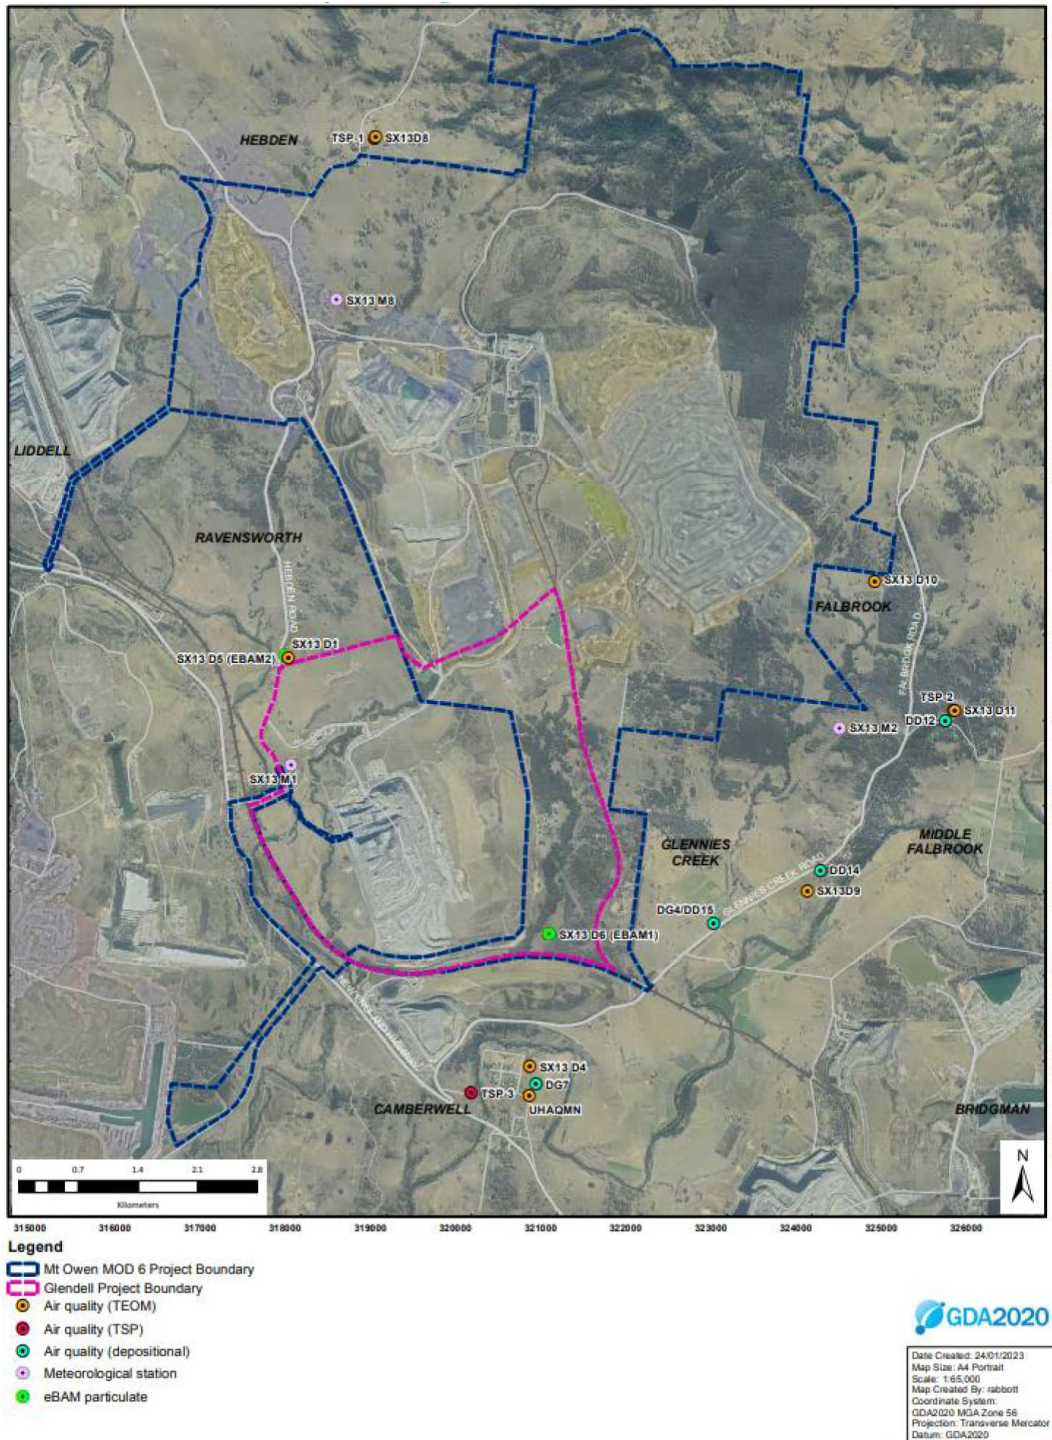 HEBDEN
TSP-1 SX13D8
SX13 M8
LIDDELL
RAVENSWORTH
HEBDEN ROAD
SX13 D1
SX13 D5 (EBAM2)
SX13 D10
FALBROOK
FALBROOK ROAD
TSP-2
SX13 D11
DD12
SX13 M2
SX13 M1
GLENNIES
CREEK
MIDDLE
FALBROOK
DD14
GLENNIES CREEK ROAD
SX13D9
DG4/DD15
SX13 D6 (EBAM1)
SX13 D4
DG7
TSP-3
UHAQMN
CAMBERWELL
BRIDGMAN
0 0.7 1.4 2.1 2.8
Kilometers
N
315000 316000 317000 318000 319000 320000 321000 322000 323000 324000 325000 326000
Legend
Mt Owen MOD 6 Project Boundary
Glendell Project Boundary
Air quality (TEOM)
Air quality (TSP)
Air quality (depositional)
Meteorological station
eBAM particulate
GDA2020
Date Created: 24/01/2023
Map Size: A4 Portrait
Scale: 1:65,000
Map Created By: rabbott
Coordinate System:
GDA2020 MGA Zone 56
Projection: Transverse Mercator
Datum: GDA2020